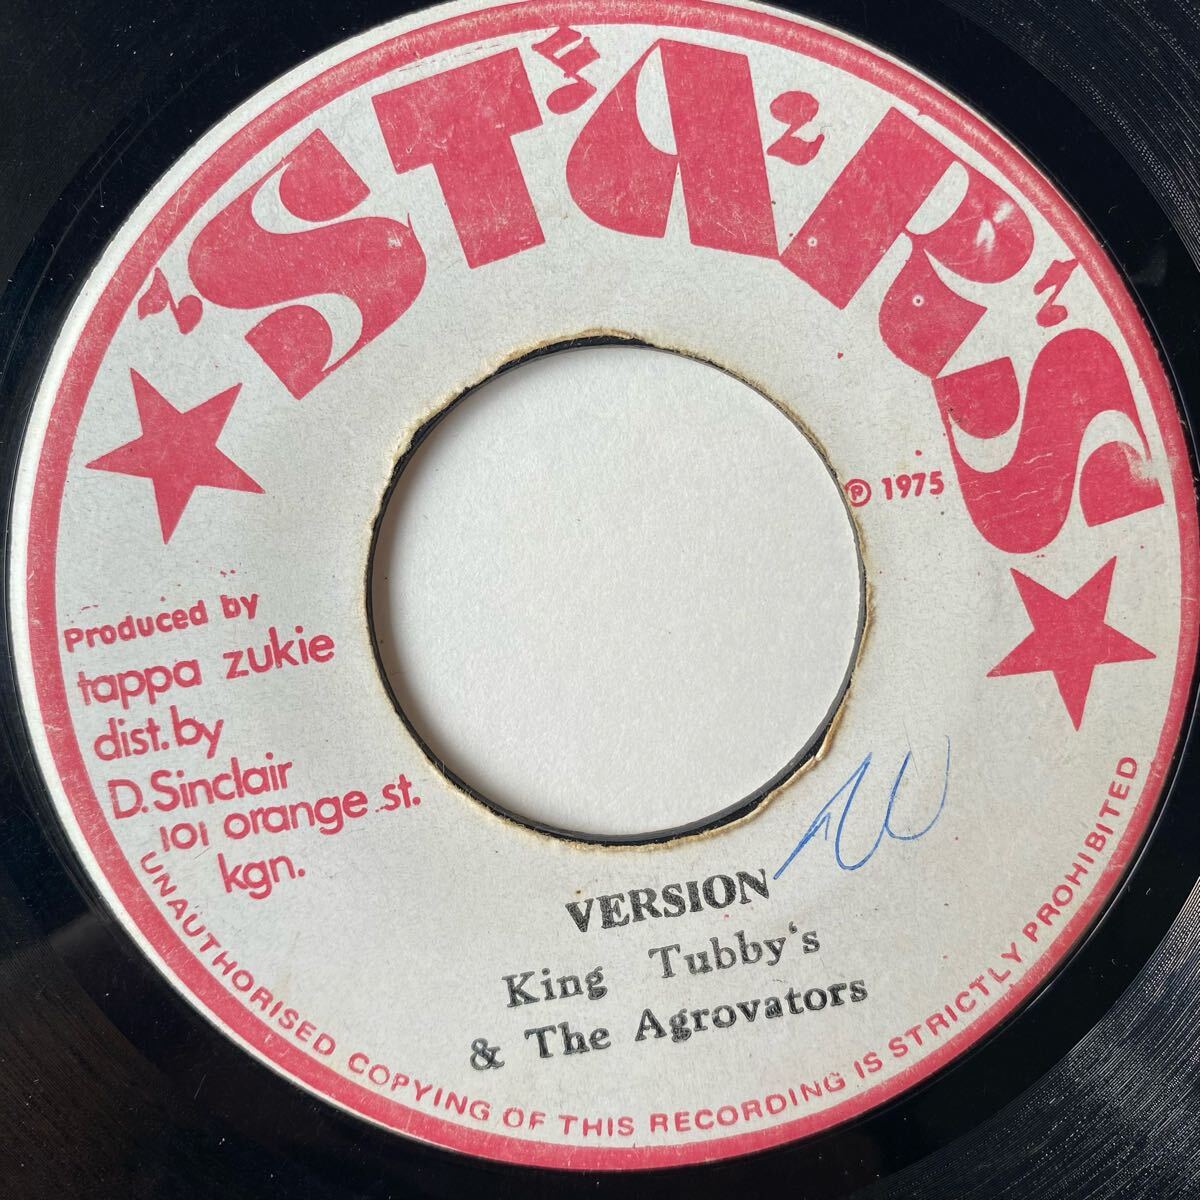 STARS
℗ 1975
Produced by
tappa zukie
dist. by
D. Sinclair
101 orange st.
kgn.
VERSION
King Tubby's
& The Agrovators
UNAUTHORISED COPYING OF THIS RECORDING IS STRICTLY PROHIBITED